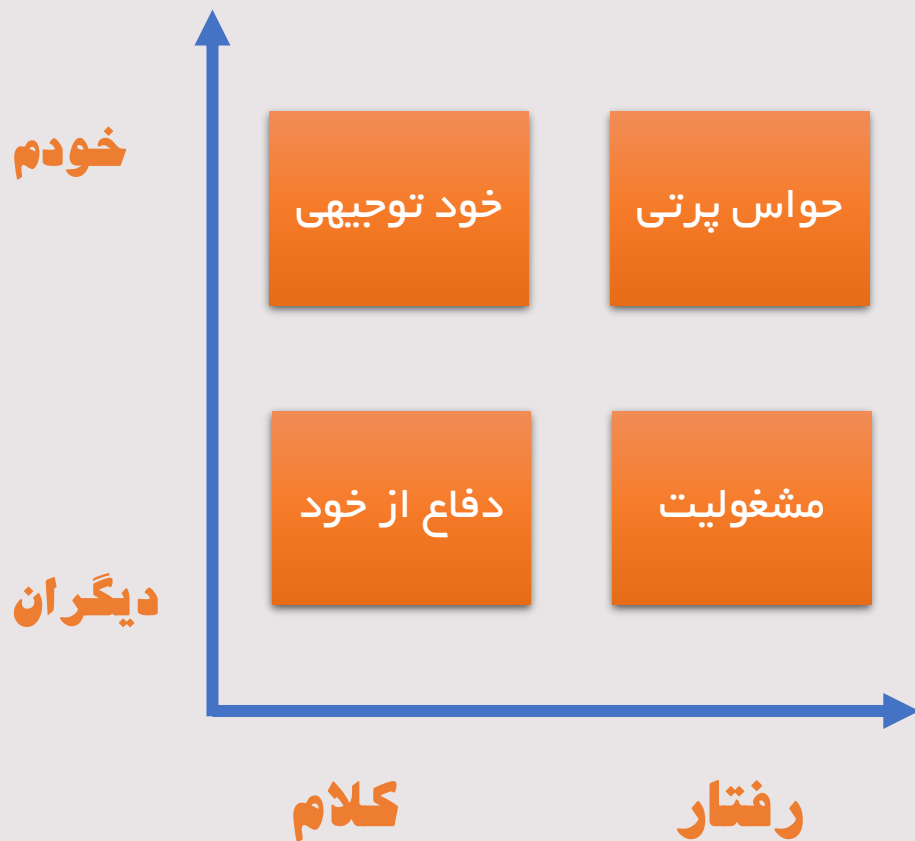 خودم
خود توجیهی
حواس پرتی
دیگران
دفاع از خود
مشغولیت
کلام
رفتار